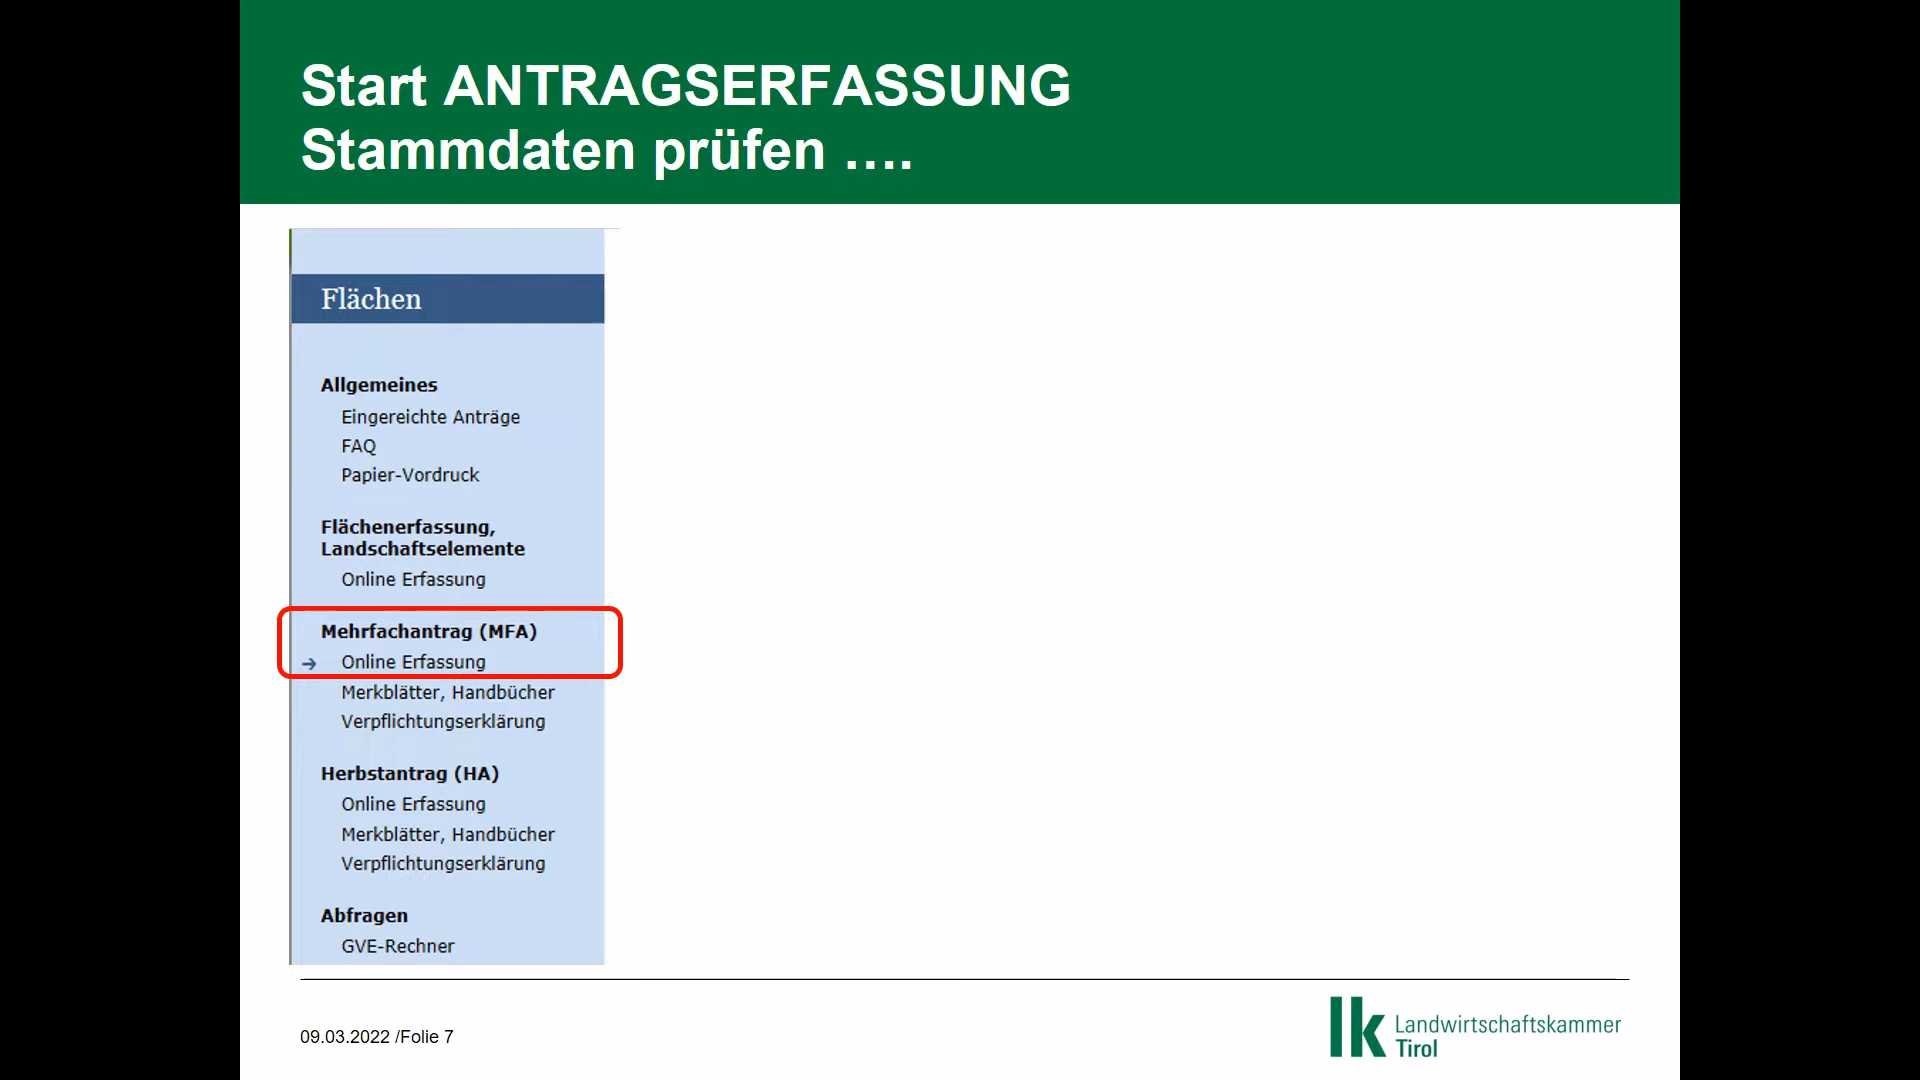 Start ANTRAGSERFASSUNG
Stammdaten prüfen ….
Flächen
Allgemeines
Eingereichte Anträge
FAQ
Papier-Vordruck
Flächenerfassung,
Landschaftselemente
Online Erfassung
Mehrfachantrag (MFA)
→ Online Erfassung
Merkblätter, Handbücher
Verpflichtungserklärung
Herbstantrag (HA)
Online Erfassung
Merkblätter, Handbücher
Verpflichtungserklärung
Abfragen
GVE-Rechner
09.03.2022 /Folie 7
lk Landwirtschaftskammer
Tirol